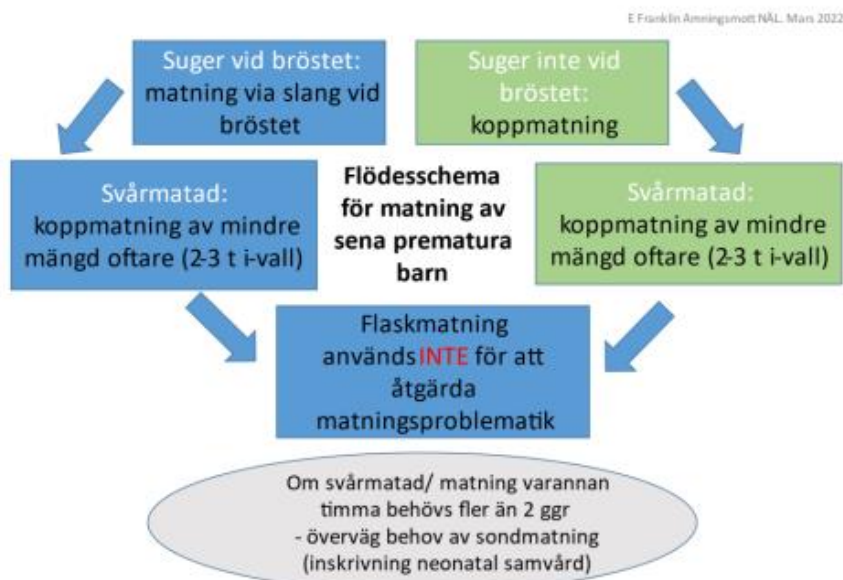 E Franklin Amningsmott NÄL. Mars 2022
Suger vid bröstet:
matning via slang vid
bröstet
Suger inte vid
bröstet:
koppmatning
Svårmatad:
koppmatning av mindre
mängd oftare (2-3 t i-vall)
Flödesschema
för matning av
sena prematura
barn
Svårmatad:
koppmatning av mindre
mängd oftare (2-3 t i-vall)
Flaskmatning
används INTE för att
åtgärda
matningsproblematik
Om svårmatad/ matning varannan
timma behövs fler än 2 ggr
- överväg behov av sondmatning
(inskrivning neonatal samvård)